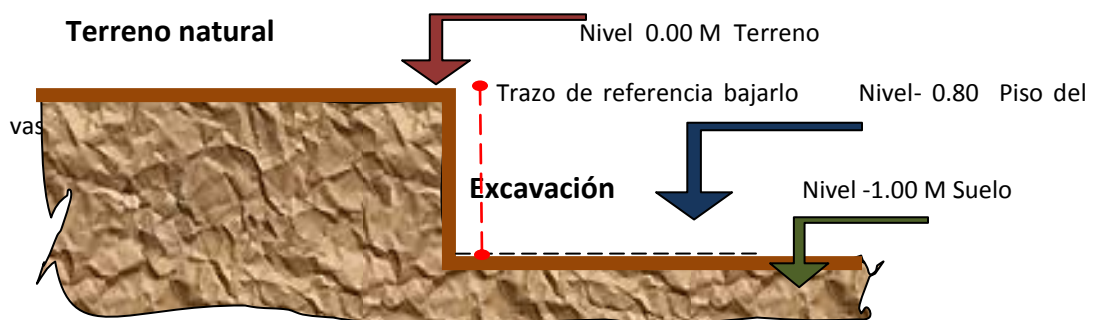 Terreno natural
Nivel 0.00 M Terreno
Trazo de referencia bajarlo Nivel- 0.80 Piso del
vas
Excavación
Nivel -1.00 M Suelo